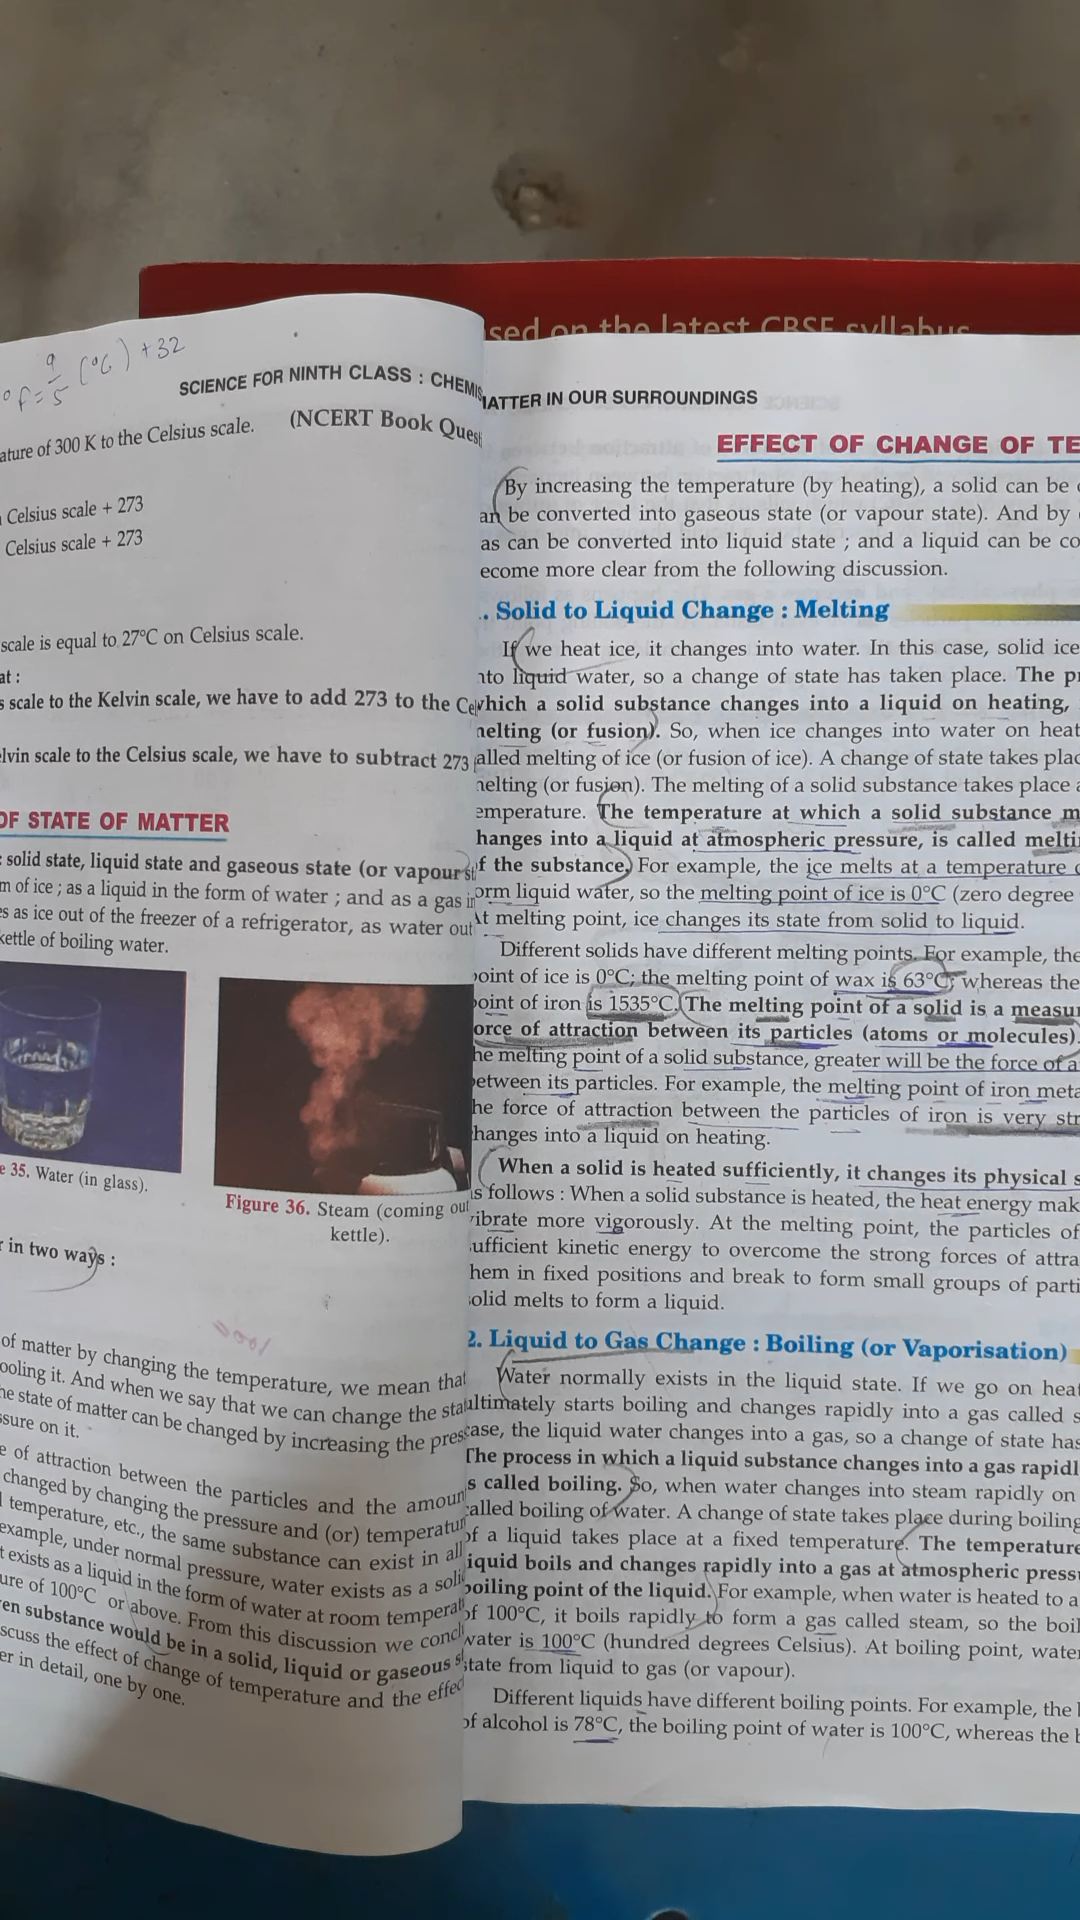 sed on the latest CBSE syllabus
°F = 9/5 (°C) + 32
SCIENCE FOR NINTH CLASS : CHEMIS
ature of 300 K to the Celsius scale.
(NCERT Book Quest
Celsius scale + 273
Celsius scale + 273
scale is equal to 27°C on Celsius scale.
at :
s scale to the Kelvin scale, we have to add 273 to the Ce
elvin scale to the Celsius scale, we have to subtract 273
OF STATE OF MATTER
solid state, liquid state and gaseous state (or vapour st
m of ice ; as a liquid in the form of water ; and as a gas in
es as ice out of the freezer of a refrigerator, as water out
kettle of boiling water.
e 35. Water (in glass).
Figure 36. Steam (coming out
kettle).
r in two ways :
of matter by changing the temperature, we mean that
ooling it. And when we say that we can change the stat
he state of matter can be changed by increasing the pres
ssure on it.
e of attraction between the particles and the amoun
changed by changing the pressure and (or) temperatur
temperature, etc., the same substance can exist in all
example, under normal pressure, water exists as a soli
t exists as a liquid in the form of water at room temperat
ure of 100°C or above. From this discussion we concl
en substance would be in a solid, liquid or gaseous s
scuss the effect of change of temperature and the effec
er in detail, one by one.
MATTER IN OUR SURROUNDINGS
EFFECT OF CHANGE OF TE
By increasing the temperature (by heating), a solid can be
an be converted into gaseous state (or vapour state). And by
as can be converted into liquid state ; and a liquid can be co
ecome more clear from the following discussion.
. Solid to Liquid Change : Melting
If we heat ice, it changes into water. In this case, solid ice
nto liquid water, so a change of state has taken place. The pr
which a solid substance changes into a liquid on heating,
melting (or fusion). So, when ice changes into water on heat
alled melting of ice (or fusion of ice). A change of state takes plac
melting (or fusion). The melting of a solid substance takes place a
emperature. The temperature at which a solid substance m
hanges into a liquid at atmospheric pressure, is called melti
f the substance. For example, the ice melts at a temperature
orm liquid water, so the melting point of ice is 0°C (zero degree
At melting point, ice changes its state from solid to liquid.
Different solids have different melting points. For example, the
oint of ice is 0°C; the melting point of wax is 63°C; whereas the
oint of iron is 1535°C. The melting point of a solid is a measur
orce of attraction between its particles (atoms or molecules).
he melting point of a solid substance, greater will be the force of a
etween its particles. For example, the melting point of iron meta
he force of attraction between the particles of iron is very str
hanges into a liquid on heating.
When a solid is heated sufficiently, it changes its physical s
s follows : When a solid substance is heated, the heat energy mak
vibrate more vigorously. At the melting point, the particles of
ufficient kinetic energy to overcome the strong forces of attra
hem in fixed positions and break to form small groups of parti
olid melts to form a liquid.
2. Liquid to Gas Change : Boiling (or Vaporisation)
Water normally exists in the liquid state. If we go on heat
ultimately starts boiling and changes rapidly into a gas called s
case, the liquid water changes into a gas, so a change of state has
The process in which a liquid substance changes into a gas rapidl
s called boiling. So, when water changes into steam rapidly on
alled boiling of water. A change of state takes place during boiling
of a liquid takes place at a fixed temperature. The temperature
liquid boils and changes rapidly into a gas at atmospheric pressu
boiling point of the liquid. For example, when water is heated to a
of 100°C, it boils rapidly to form a gas called steam, so the boil
water is 100°C (hundred degrees Celsius). At boiling point, water
state from liquid to gas (or vapour).
Different liquids have different boiling points. For example, the
of alcohol is 78°C, the boiling point of water is 100°C, whereas the b